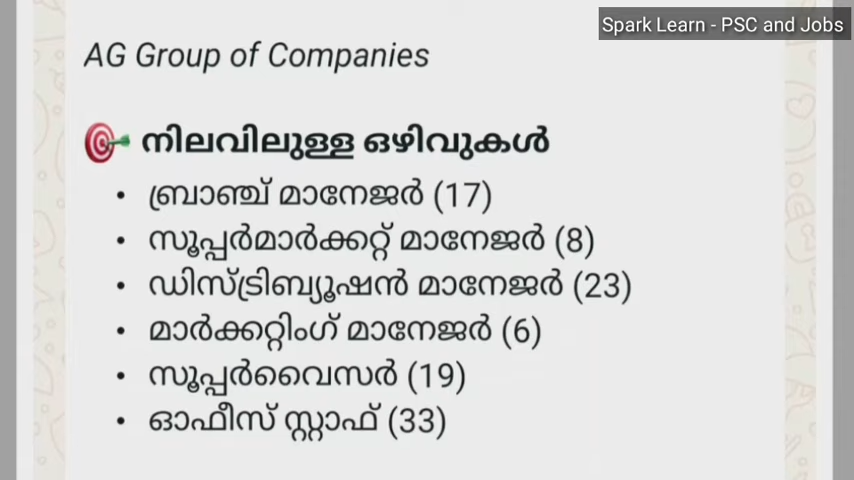 Spark Learn - PSC and Jobs
AG Group of Companies
🎯 നിലവിലുള്ള ഒഴിവുകൾ
• ബ്രാഞ്ച് മാനേജർ (17)
• സൂപ്പർമാർക്കറ്റ് മാനേജർ (8)
• ഡിസ്ട്രിബ്യൂഷൻ മാനേജർ (23)
• മാർക്കറ്റിംഗ് മാനേജർ (6)
• സൂപ്പർവൈസർ (19)
• ഓഫീസ് സ്റ്റാഫ് (33)